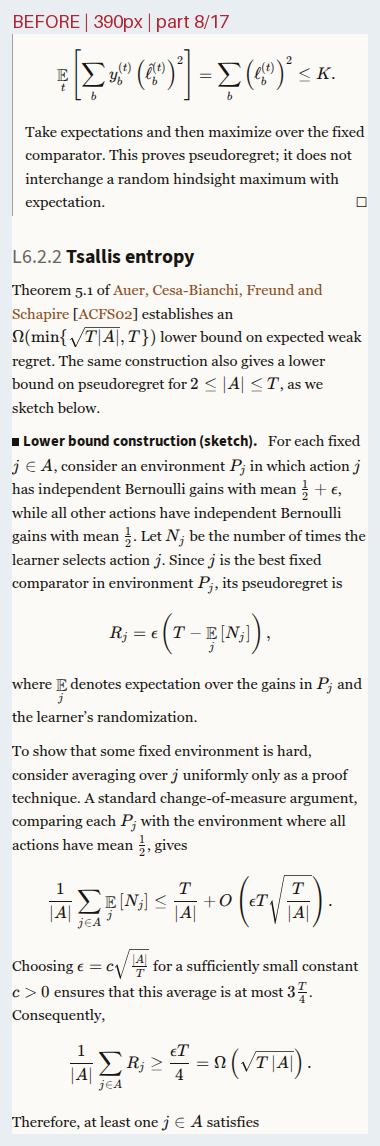 BEFORE | 390px | part 8/17
𝔼_t [ ∑_b y_b^(t) ( ℓ̂_b^(t) )^2 ] = ∑_b ( ℓ_b^(t) )^2 ≤ K.
Take expectations and then maximize over the fixed
comparator. This proves pseudoregret; it does not
interchange a random hindsight maximum with
expectation. □
L6.2.2 Tsallis entropy
Theorem 5.1 of Auer, Cesa-Bianchi, Freund and
Schapire [ACFS02] establishes an
Ω(min{√(T|A|), T}) lower bound on expected weak
regret. The same construction also gives a lower
bound on pseudoregret for 2 ≤ |A| ≤ T, as we
sketch below.
■ Lower bound construction (sketch). For each fixed
j ∈ A, consider an environment P_j in which action j
has independent Bernoulli gains with mean 1/2 + ϵ,
while all other actions have independent Bernoulli
gains with mean 1/2. Let N_j be the number of times the
learner selects action j. Since j is the best fixed
comparator in environment P_j, its pseudoregret is
R_j = ϵ ( T − 𝔼_j [N_j] ),
where 𝔼_j denotes expectation over the gains in P_j and
the learner's randomization.
To show that some fixed environment is hard,
consider averaging over j uniformly only as a proof
technique. A standard change-of-measure argument,
comparing each P_j with the environment where all
actions have mean 1/2, gives
1/|A| ∑_{j∈A} 𝔼_j [N_j] ≤ T/|A| + O ( ϵT √(T/|A|) ).
Choosing ϵ = c√(|A|/T) for a sufficiently small constant
c > 0 ensures that this average is at most 3 T/4.
Consequently,
1/|A| ∑_{j∈A} R_j ≥ ϵT/4 = Ω ( √(T |A|) ).
Therefore, at least one j ∈ A satisfies